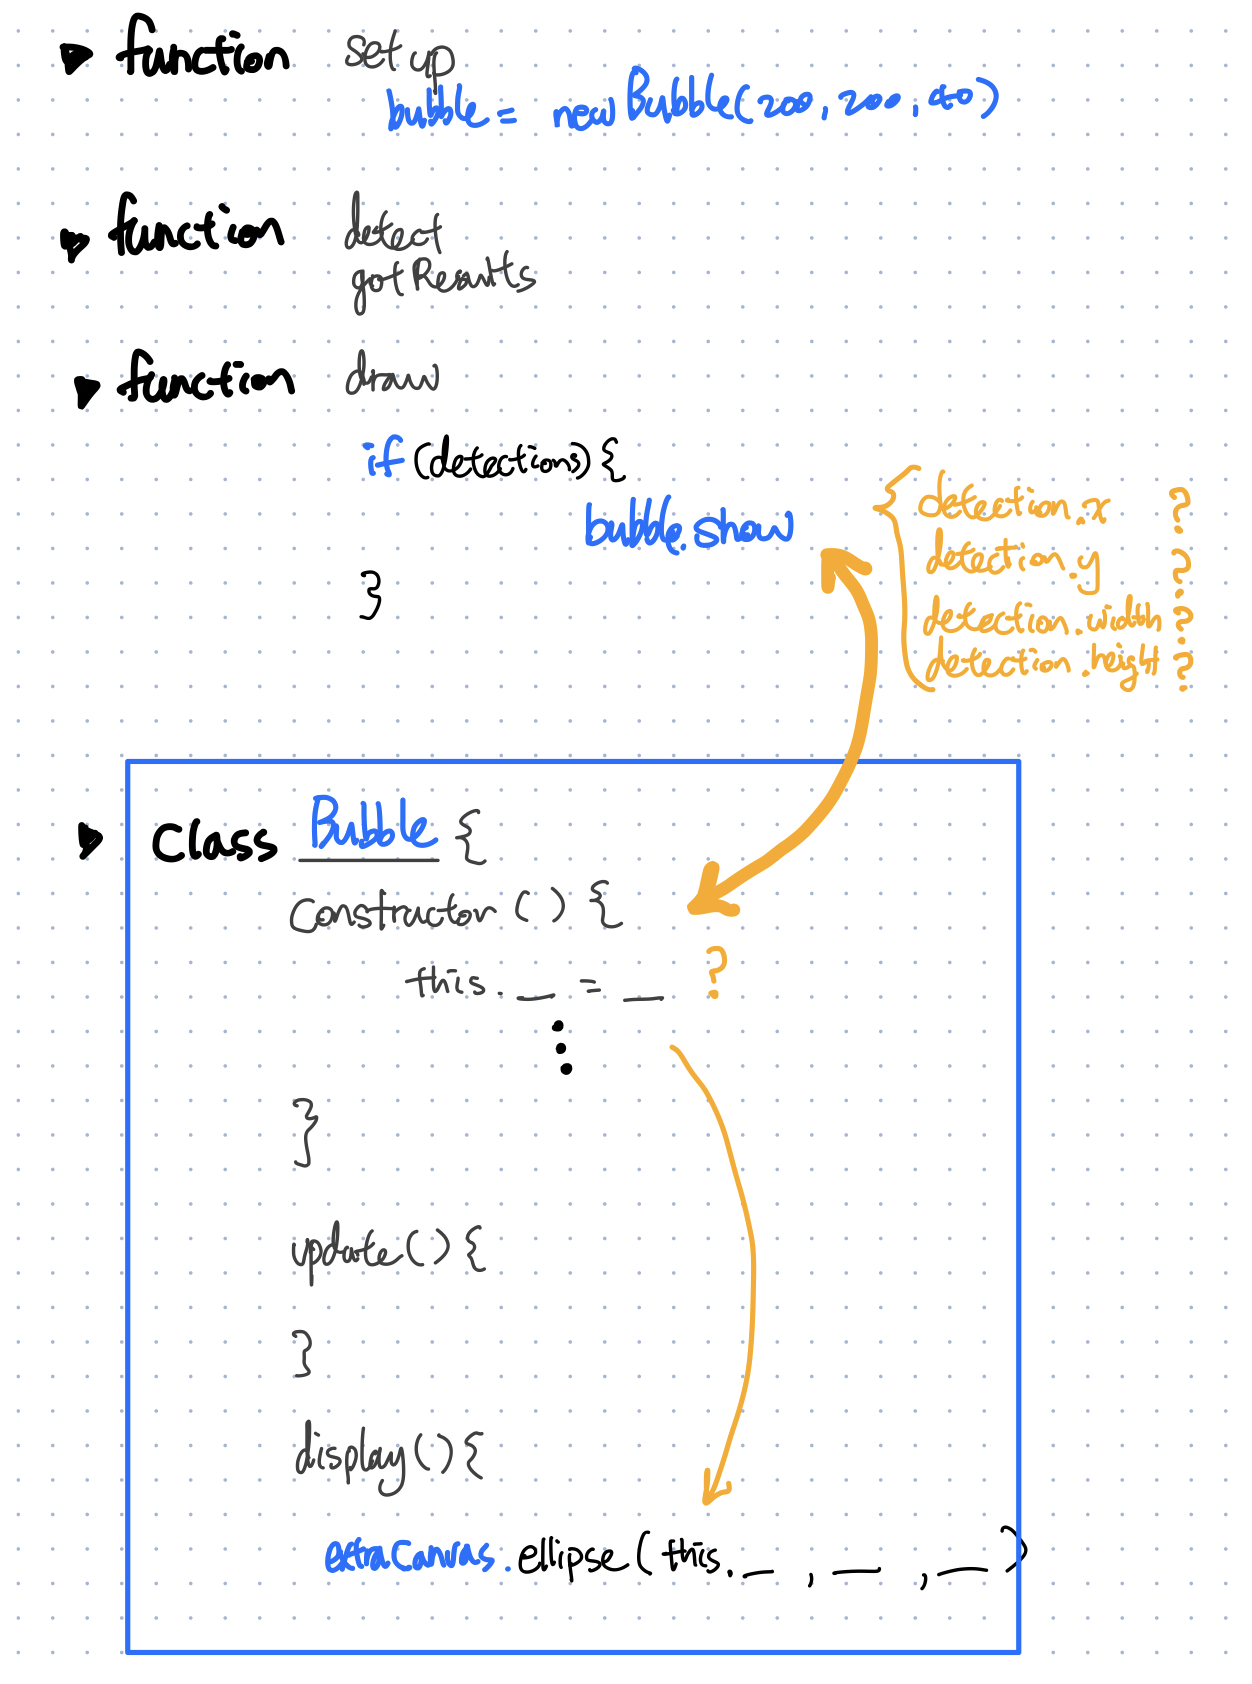 function setup
bubble = new Bubble(200, 200, 40)
function detect
gotResults
function draw
if (detections) {
bubble.show
}
{ detection.x ?
detection.y ?
detection.width ?
detection.height ?
Class Bubble {
Constructor ( ) {
this. _ = _ ?
}
update ( ) {
}
display ( ) {
extraCanvas.ellipse (this. _ , _ , _ )